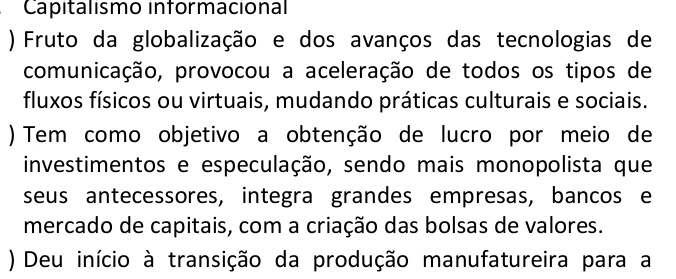 Capitalismo informacional
) Fruto da globalização e dos avanços das tecnologias de
comunicação, provocou a aceleração de todos os tipos de
fluxos físicos ou virtuais, mudando práticas culturais e sociais.
) Tem como objetivo a obtenção de lucro por meio de
investimentos e especulação, sendo mais monopolista que
seus antecessores, integra grandes empresas, bancos e
mercado de capitais, com a criação das bolsas de valores.
) Deu início à transição da produção manufatureira para a